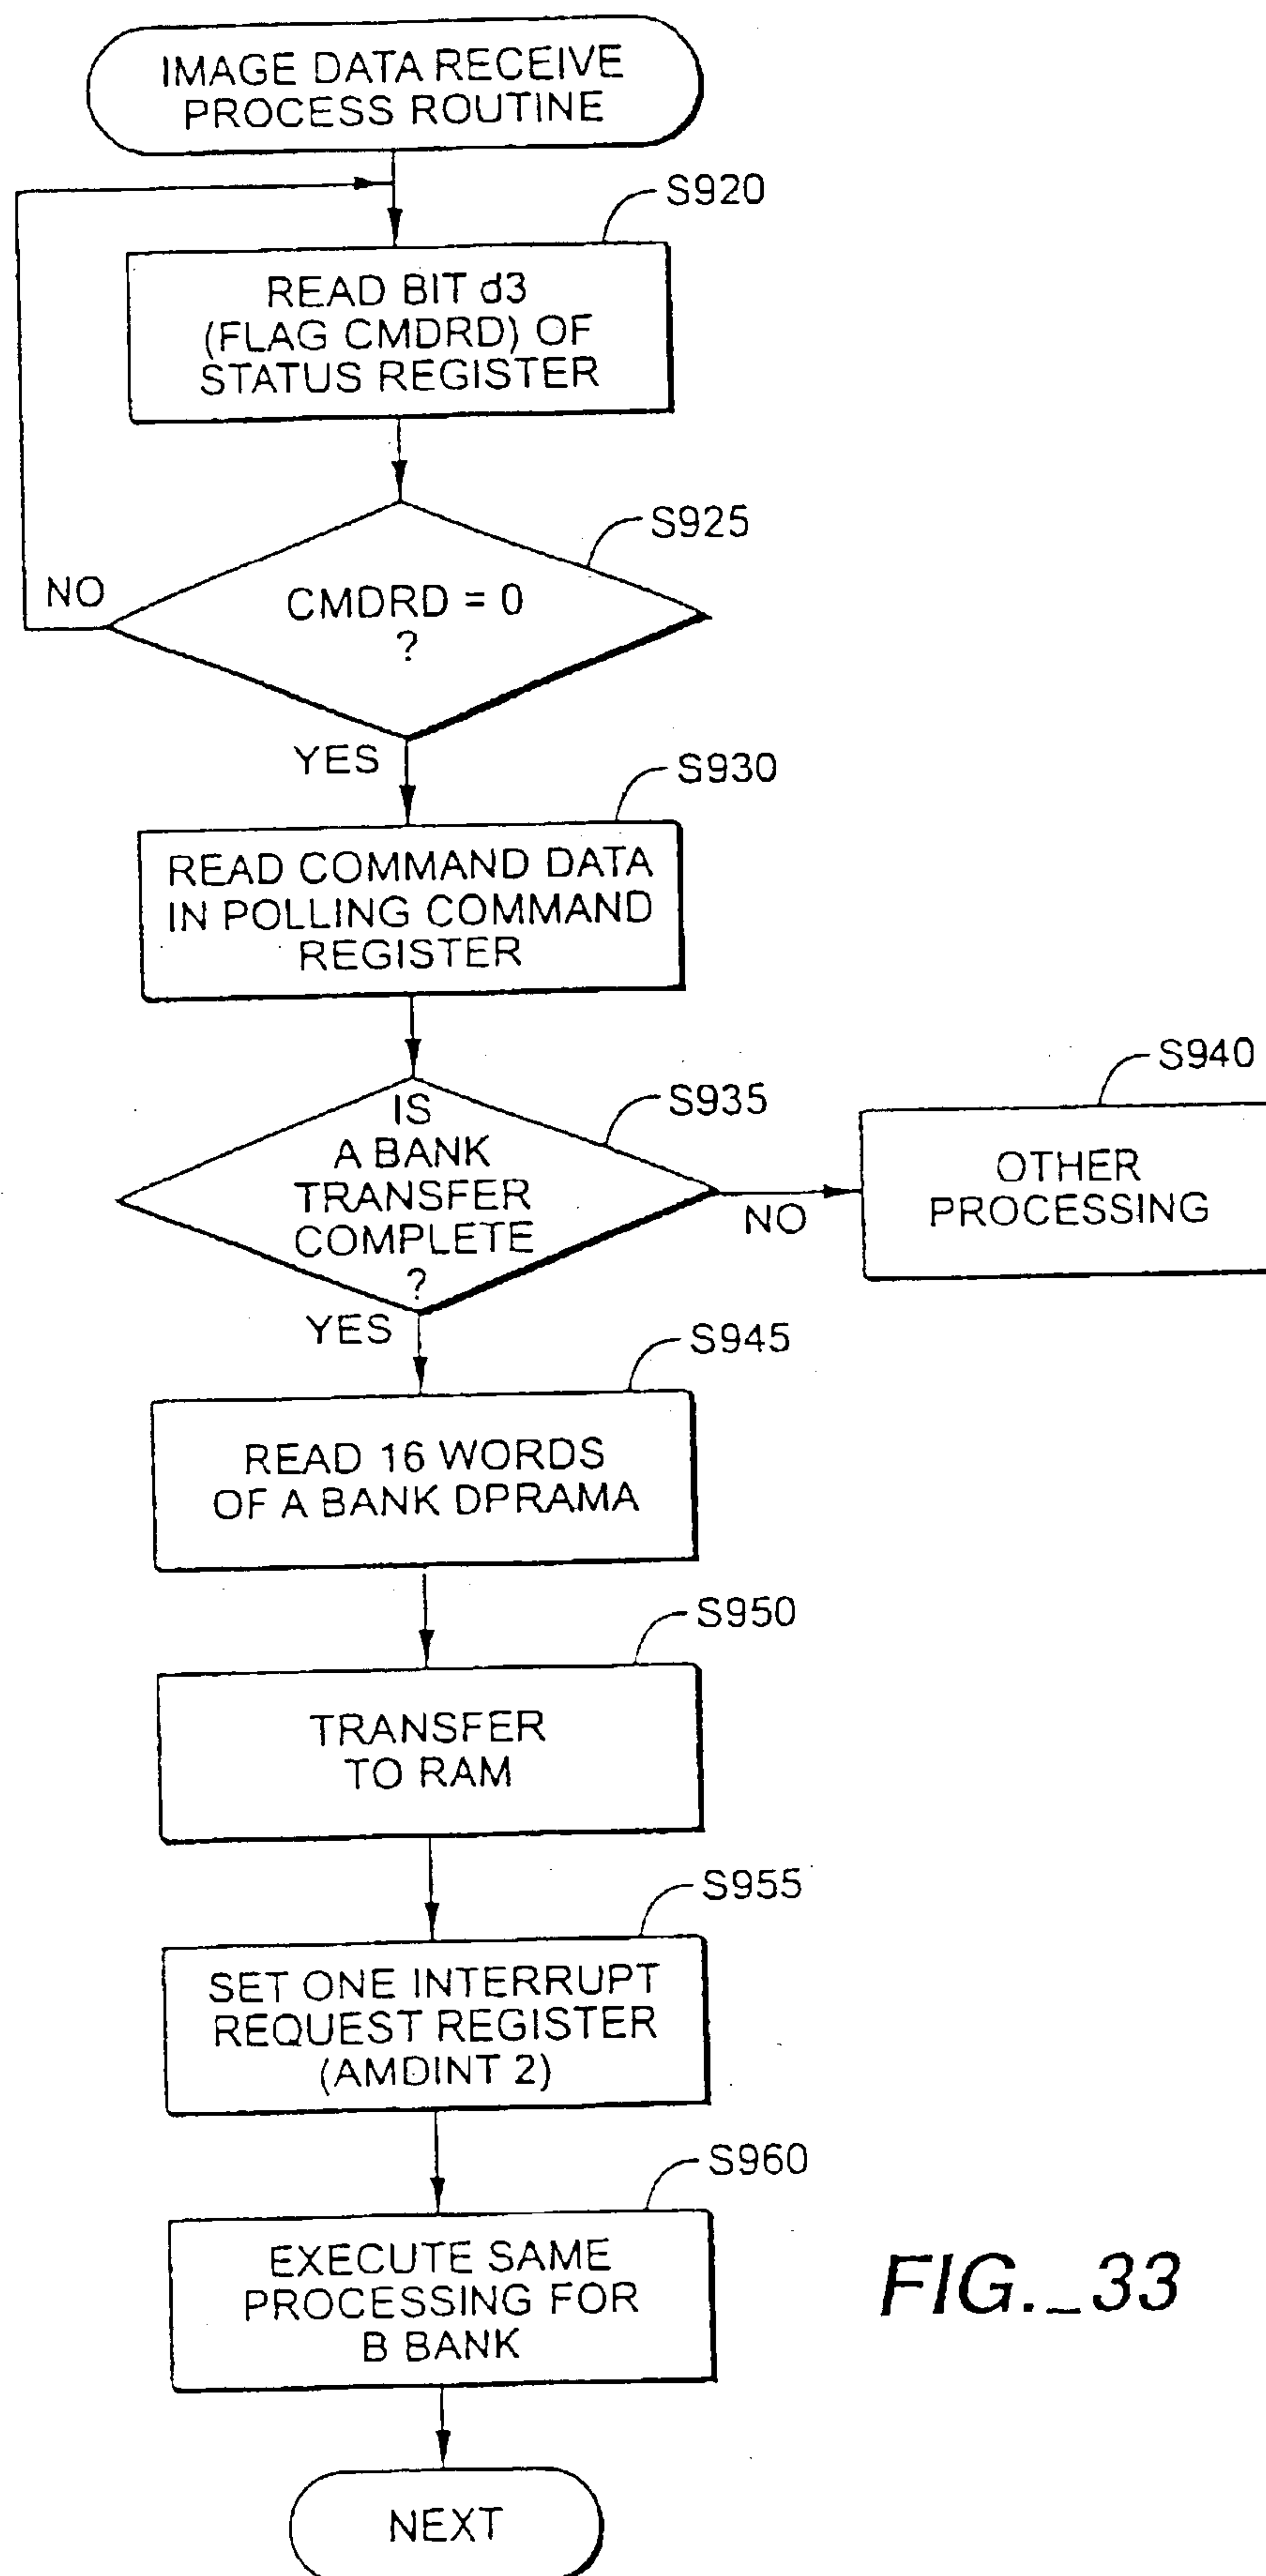 IMAGE DATA RECEIVE
PROCESS ROUTINE
S920
READ BIT d3
(FLAG CMDRD) OF
STATUS REGISTER
S925
NO
CMDRD = 0
?
YES
S930
READ COMMAND DATA
IN POLLING COMMAND
REGISTER
S935
IS
A BANK
TRANSFER
COMPLETE
?
NO
S940
OTHER
PROCESSING
YES
S945
READ 16 WORDS
OF A BANK DPRAMA
S950
TRANSFER
TO RAM
S955
SET ONE INTERRUPT
REQUEST REGISTER
(AMDINT 2)
S960
EXECUTE SAME
PROCESSING FOR
B BANK
FIG._33
NEXT